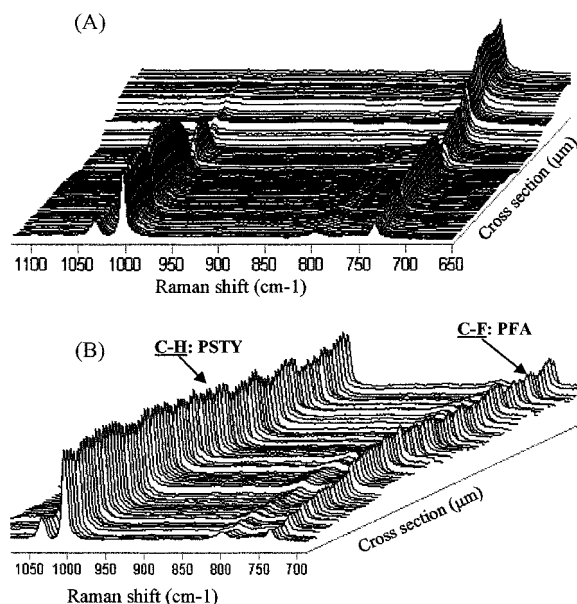 (A)
1100 1050 1000 950 900 850 800 750 700 650
Raman shift (cm-1)
Cross section (µm)
(B)
C-H: PSTY
C-F: PFA
1050 1000 950 900 850 800 750 700
Raman shift (cm-1)
Cross section (µm)